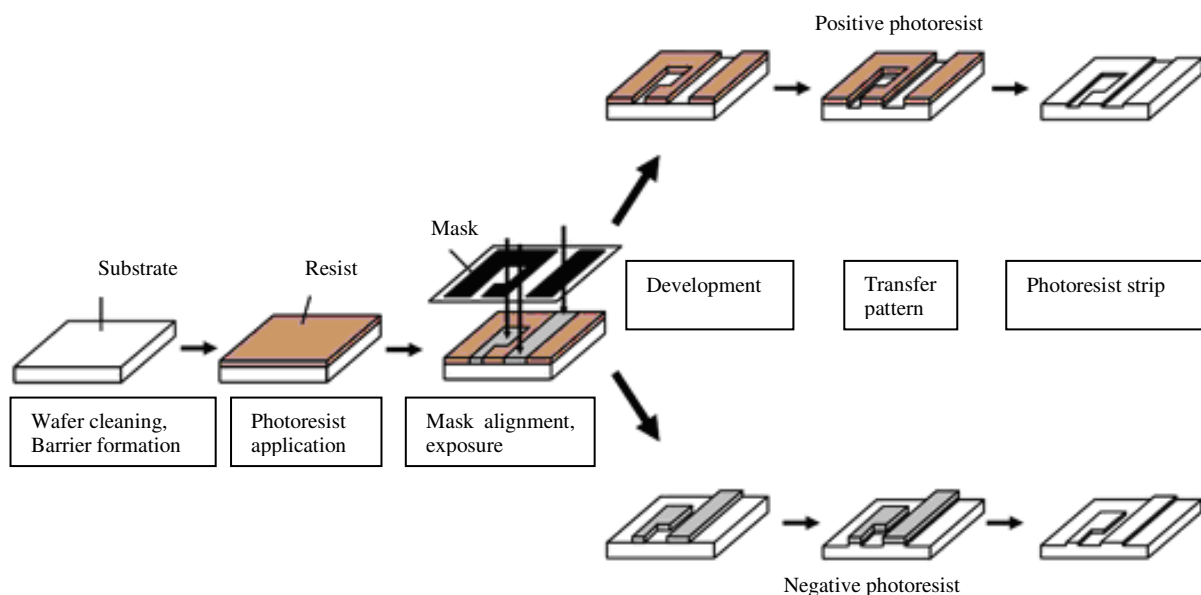 Positive photoresist
Mask
Substrate
Resist
Development
Transfer
pattern
Photoresist strip
Wafer cleaning,
Barrier formation
Photoresist
application
Mask alignment,
exposure
Negative photoresist